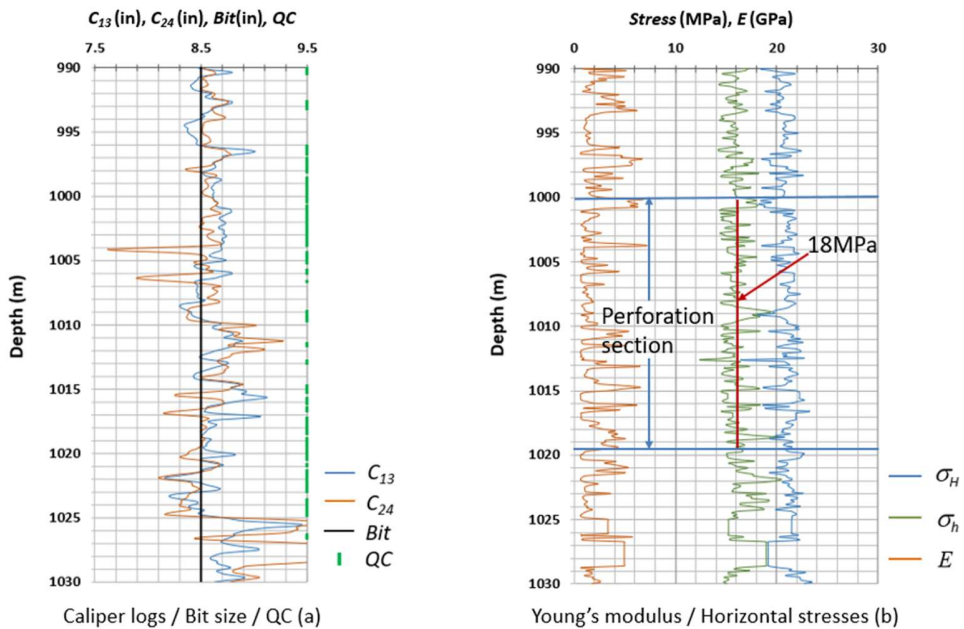 C13 (in), C24 (in), Bit(in), QC
7.5 8.5 9.5
990
995
1000
1005
1010
1015
1020
1025
1030
Depth (m)
C13
C24
Bit
QC
Caliper logs / Bit size / QC (a)
Stress (MPa), E (GPa)
0 10 20 30
990
995
1000
1005
1010
1015
1020
1025
1030
Depth (m)
18MPa
Perforation
section
σH
σh
E
Young's modulus / Horizontal stresses (b)